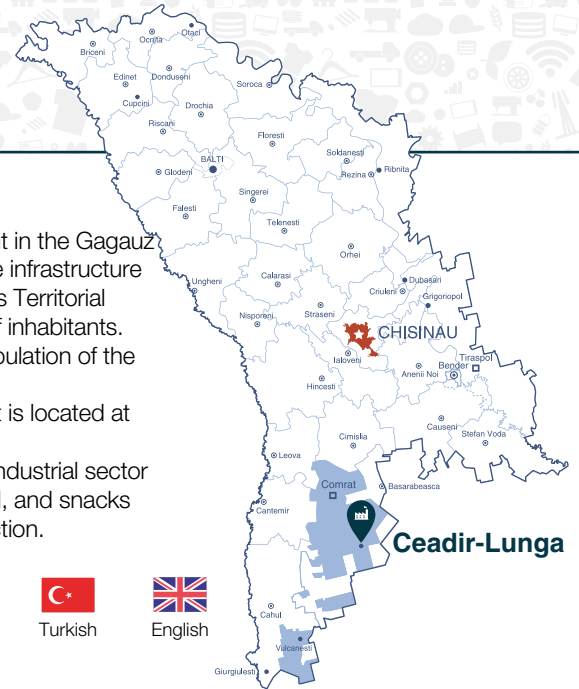 Otaci
Ocnita
Briceni
Edinet
Donduseni
Soroca
Cupcini
Drochia
Riscani
Floresti
Soldanesti
BALTI
Glodeni
Rezina
Ribnita
Singerei
Falesti
Telenesti
t in the Gagauz
e infrastructure
s Territorial
f inhabitants.
pulation of the
t is located at
ndustrial sector
l, and snacks
ction.
Orhei
Ungheni
Calarasi
Dubasari
Criuleni
Grigoriopol
Nisporeni
Straseni
CHISINAU
Ialoveni
Tiraspol
Bender
Anenii Noi
Hincesti
Causeni
Stefan Voda
Cimislia
Leova
Basarabeasca
Comrat
Cantemir
Ceadir-Lunga
Cahul
Vulcanesti
Giurgiulesti
Turkish
English